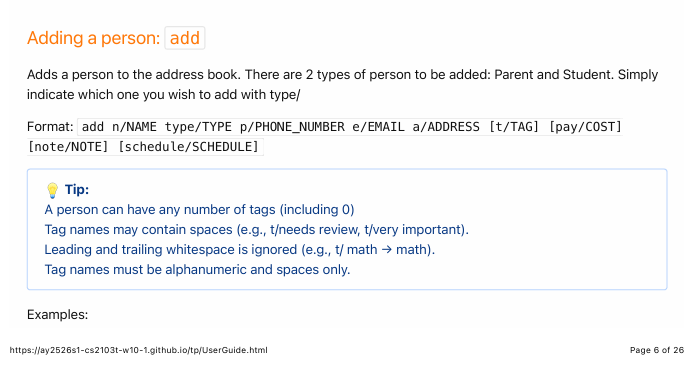 Adding a person: add
Adds a person to the address book. There are 2 types of person to be added: Parent and Student. Simply
indicate which one you wish to add with type/
Format: add n/NAME type/TYPE p/PHONE_NUMBER e/EMAIL a/ADDRESS [t/TAG] [pay/COST]
[note/NOTE] [schedule/SCHEDULE]
💡 Tip:
A person can have any number of tags (including 0)
Tag names may contain spaces (e.g., t/needs review, t/very important).
Leading and trailing whitespace is ignored (e.g., t/ math → math).
Tag names must be alphanumeric and spaces only.
Examples:
https://ay2526s1-cs2103t-w10-1.github.io/tp/UserGuide.html Page 6 of 26